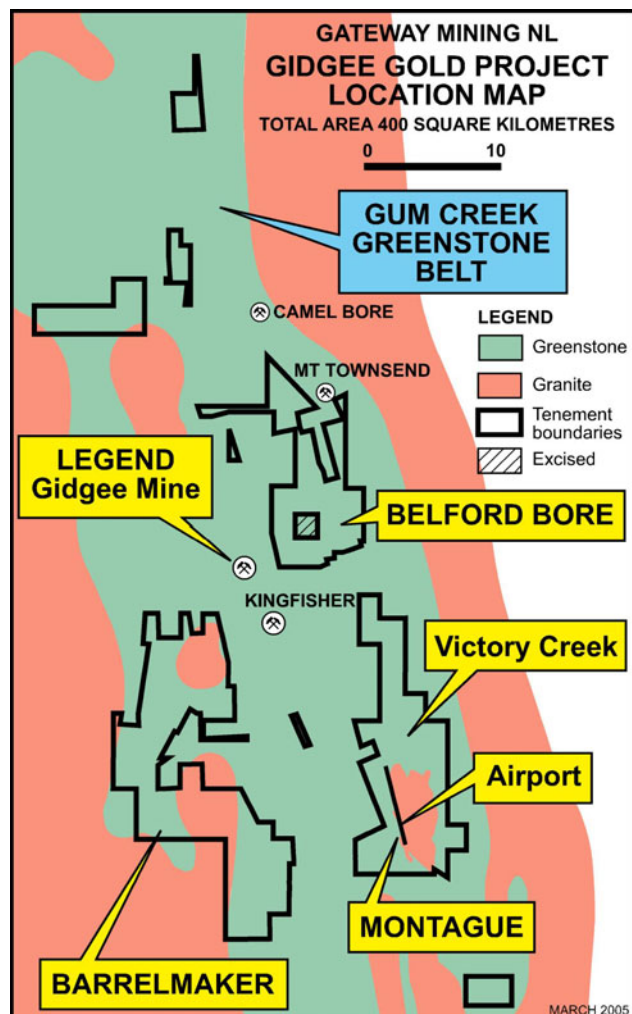 GATEWAY MINING NL
GIDGEE GOLD PROJECT
LOCATION MAP
TOTAL AREA 400 SQUARE KILOMETRES
0 10
GUM CREEK
GREENSTONE
BELT
CAMEL BORE
LEGEND
Greenstone
Granite
Tenement
boundaries
Excised
MT TOWNSEND
LEGEND
Gidgee Mine
BELFORD BORE
KINGFISHER
Victory Creek
Airport
MONTAGUE
BARRELMAKER
MARCH 2005